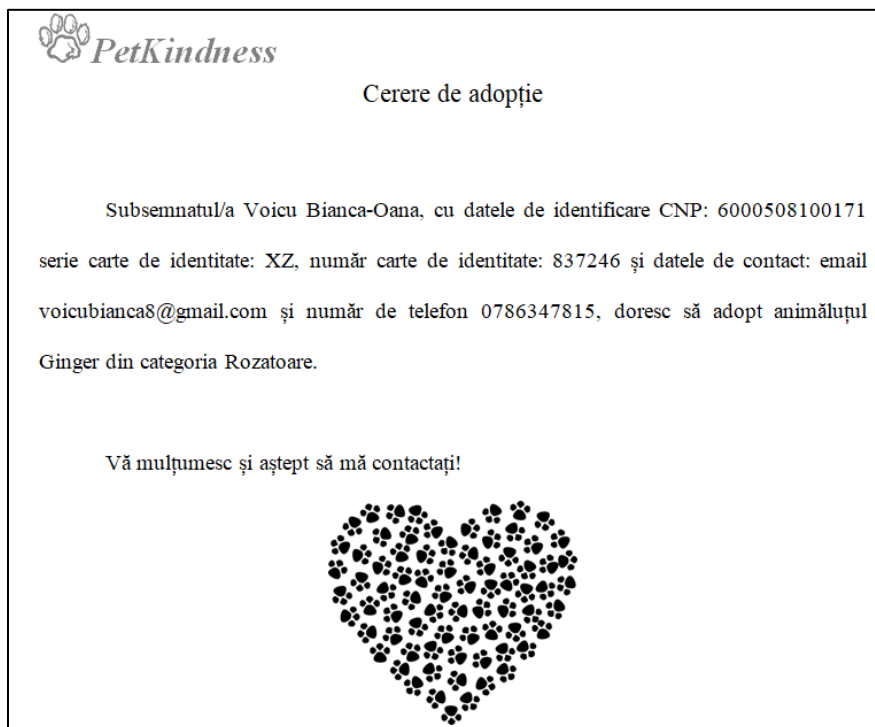 PetKindness
Cerere de adopție
Subsemnatul/a Voicu Bianca-Oana, cu datele de identificare CNP: 6000508100171
serie carte de identitate: XZ, număr carte de identitate: 837246 și datele de contact: email
voicubianca8@gmail.com și număr de telefon 0786347815, doresc să adopt animăluțul
Ginger din categoria Rozatoare.
Vă mulțumesc și aștept să mă contactați!